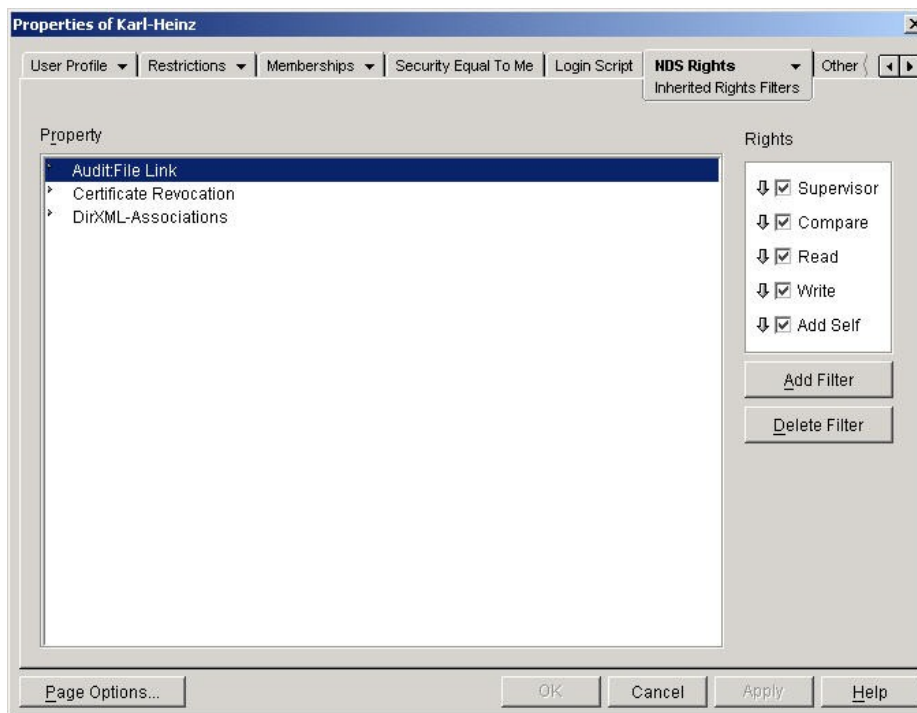 Properties of Karl-Heinz
User Profile Restrictions Memberships Security Equal To Me Login Script NDS Rights Other
Inherited Rights Filters
Property
Rights
Audit:File Link
Certificate Revocation
DirXML-Associations
Supervisor
Compare
Read
Write
Add Self
Add Filter
Delete Filter
Page Options... OK Cancel Apply Help